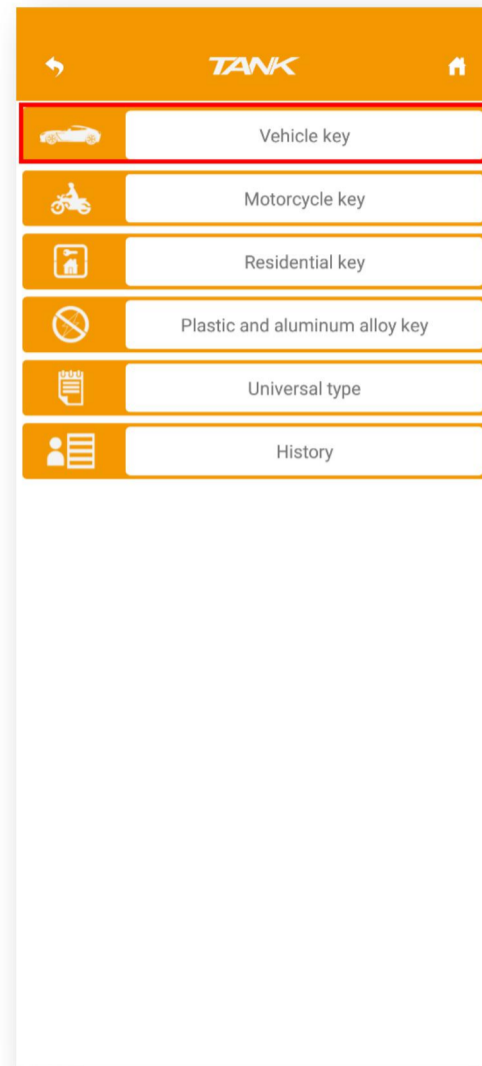 TANK
Vehicle key
Motorcycle key
Residential key
Plastic and aluminum alloy key
Universal type
History